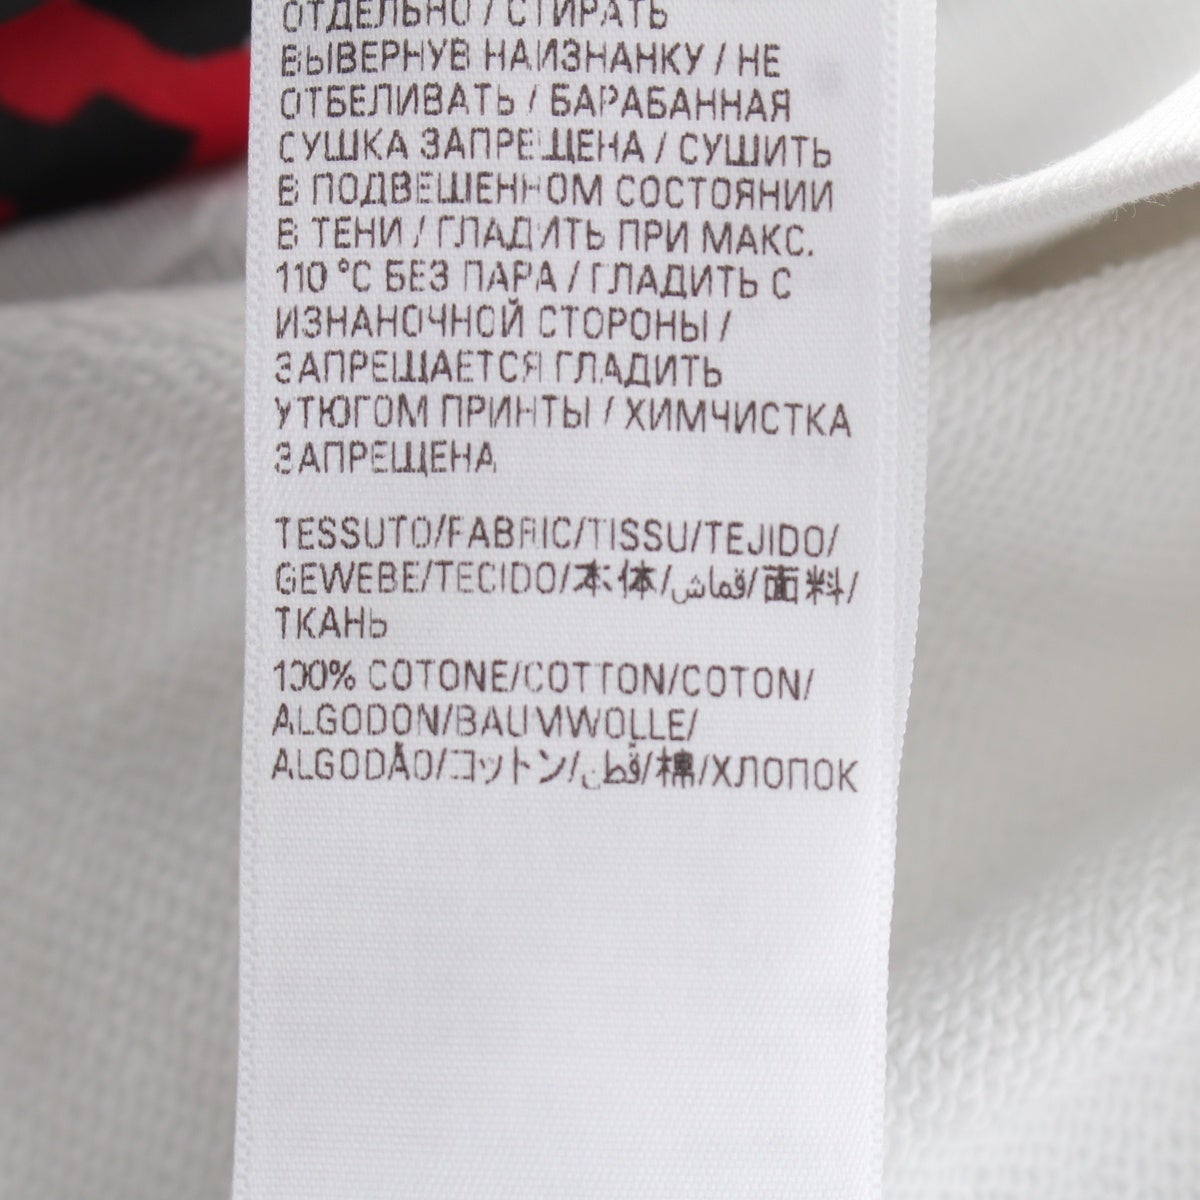 ОТДЕЛЬНО / СТИРАТЬ
ВЫВЕРНУВ НАИЗНАНКУ / НЕ
ОТБЕЛИВАТЬ / БАРАБАННАЯ
СУШКА ЗАПРЕЩЕНА / СУШИТЬ
В ПОДВЕШЕННОМ СОСТОЯНИИ
В ТЕНИ / ГЛАДИТЬ ПРИ МАКС.
110 °C БЕЗ ПАРА / ГЛАДИТЬ С
ИЗНАНОЧНОЙ СТОРОНЫ /
ЗАПРЕЩАЕТСЯ ГЛАДИТЬ
УТЮГОМ ПРИНТЫ / ХИМЧИСТКА
ЗАПРЕЩЕНА
TESSUTO/FABRIC/TISSU/TEJIDO/
GEWEBE/TECIDO/本体/قماش/面料/
ТКАНЬ
100% COTONE/COTTON/COTON/
ALGODON/BAUMWOLLE/
ALGODÃO/コットン/قطن/棉/ХЛОПОК